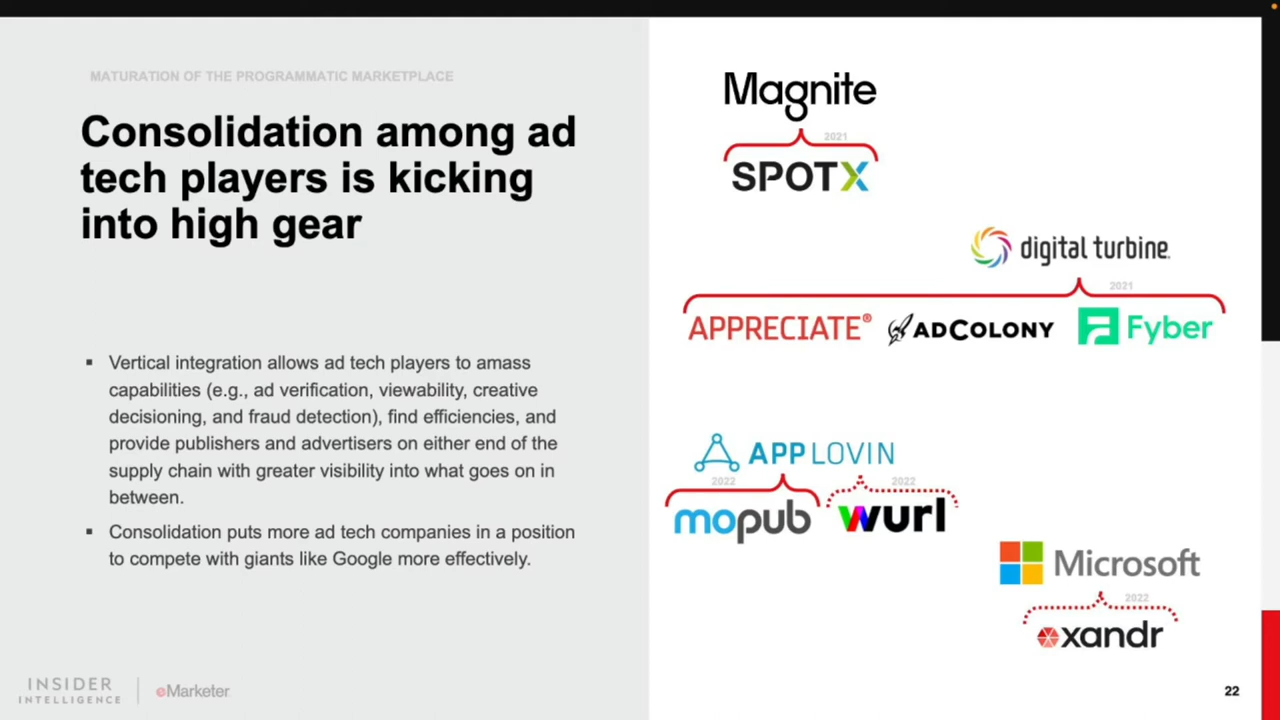 MATURATION OF THE PROGRAMMATIC MARKETPLACE
Consolidation among ad
tech players is kicking
into high gear
▪ Vertical integration allows ad tech players to amass
capabilities (e.g., ad verification, viewability, creative
decisioning, and fraud detection), find efficiencies, and
provide publishers and advertisers on either end of the
supply chain with greater visibility into what goes on in
between.
▪ Consolidation puts more ad tech companies in a position
to compete with giants like Google more effectively.
INSIDER
INTELLIGENCE
eMarketer
Magnite
2021
SPOTX
digital turbine
2021
APPRECIATE® ADCOLONY Fyber
APPLOVIN
2022 2022
mopub wurl
Microsoft
2022
xandr
22